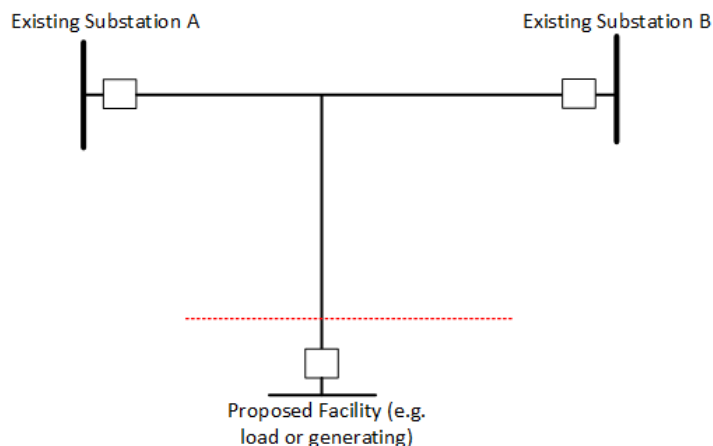 Existing Substation A
Existing Substation B
Proposed Facility (e.g.
load or generating)